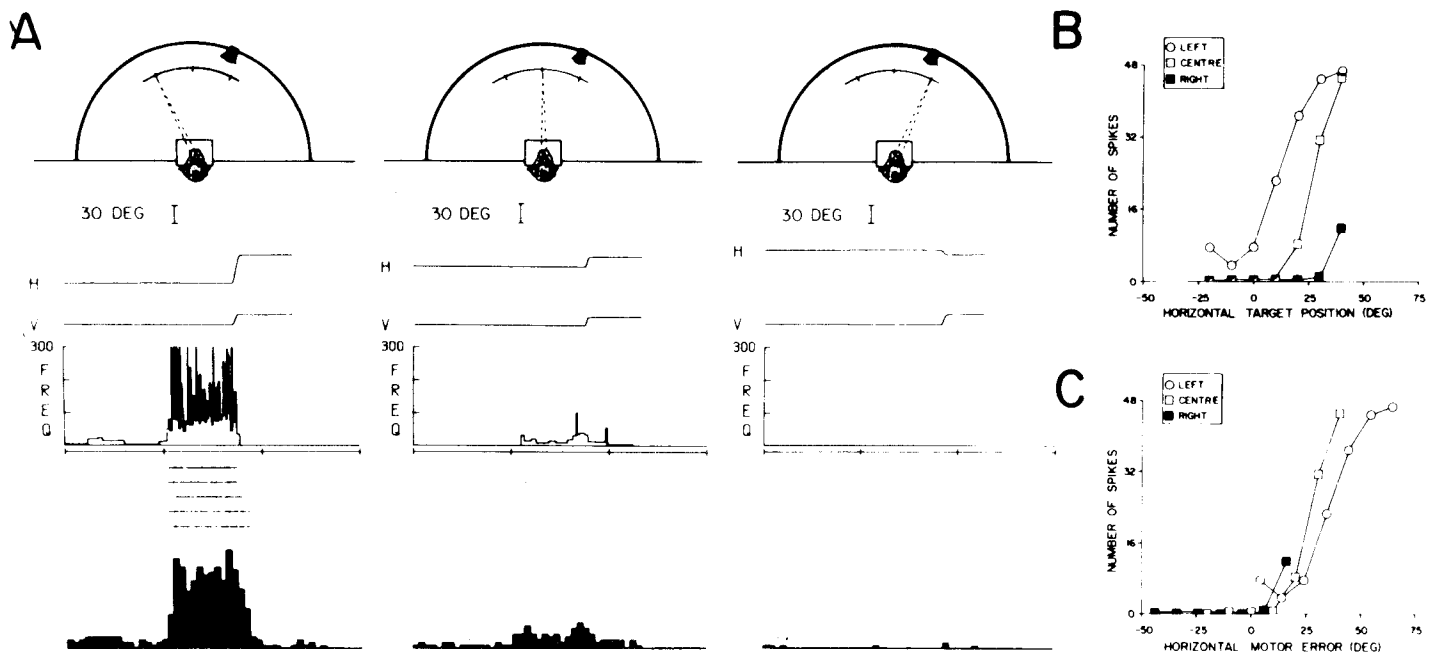 A
30 DEG
H
V
300
F
R
E
Q
30 DEG
H
V
300
F
R
E
Q
30 DEG
H
V
300
F
R
E
Q
B
LEFT
CENTRE
RIGHT
48
32
16
0
NUMBER OF SPIKES
-50 -25 0 25 50 75
HORIZONTAL TARGET POSITION (DEG)
C
LEFT
CENTRE
RIGHT
48
32
16
0
NUMBER OF SPIKES
-50 -25 0 25 50 75
HORIZONTAL MOTOR ERROR (DEG)